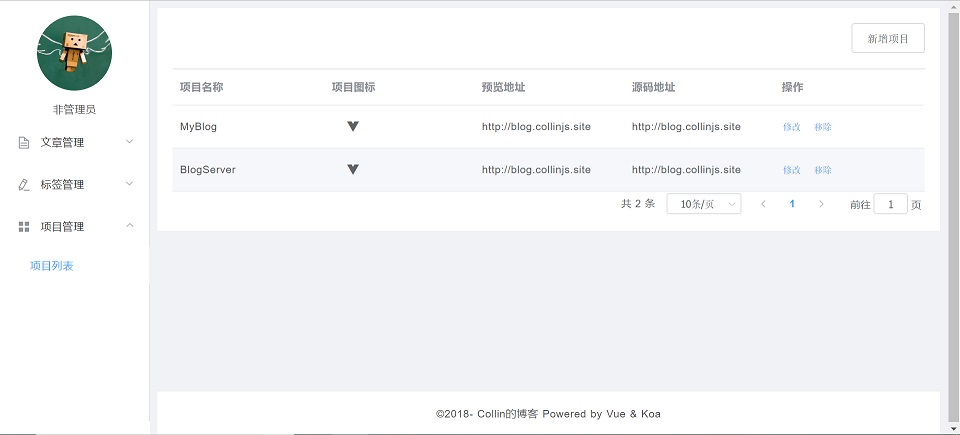 非管理员
文章管理
标签管理
项目管理
项目列表
新增项目
项目名称 项目图标 预览地址 源码地址 操作
MyBlog http://blog.collinjs.site http://blog.collinjs.site 修改 移除
BlogServer http://blog.collinjs.site http://blog.collinjs.site 修改 移除
共 2 条 10条/页 1 前往 1 页
©2018- Collin的博客 Powered by Vue & Koa